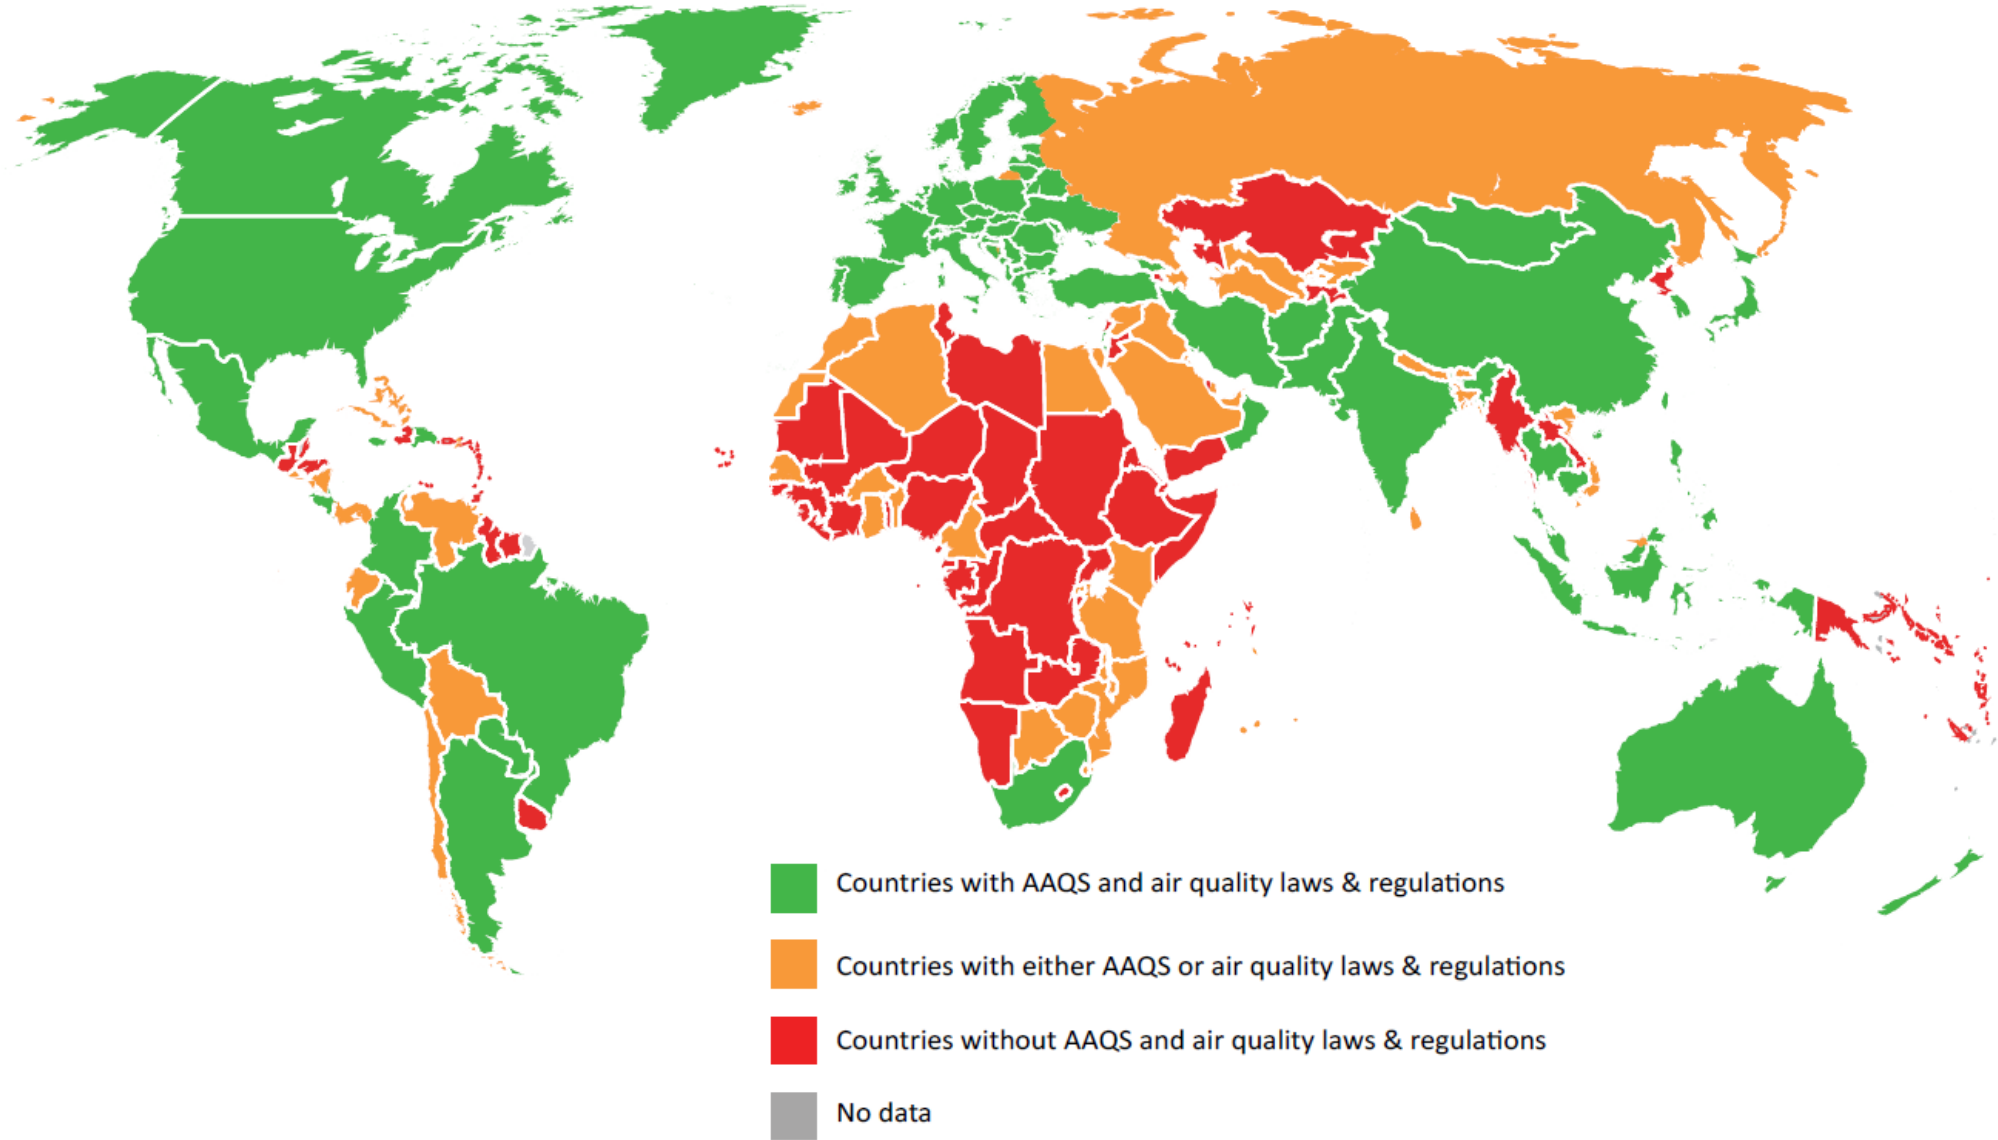 Countries with AAQS and air quality laws & regulations
Countries with either AAQS or air quality laws & regulations
Countries without AAQS and air quality laws & regulations
No data